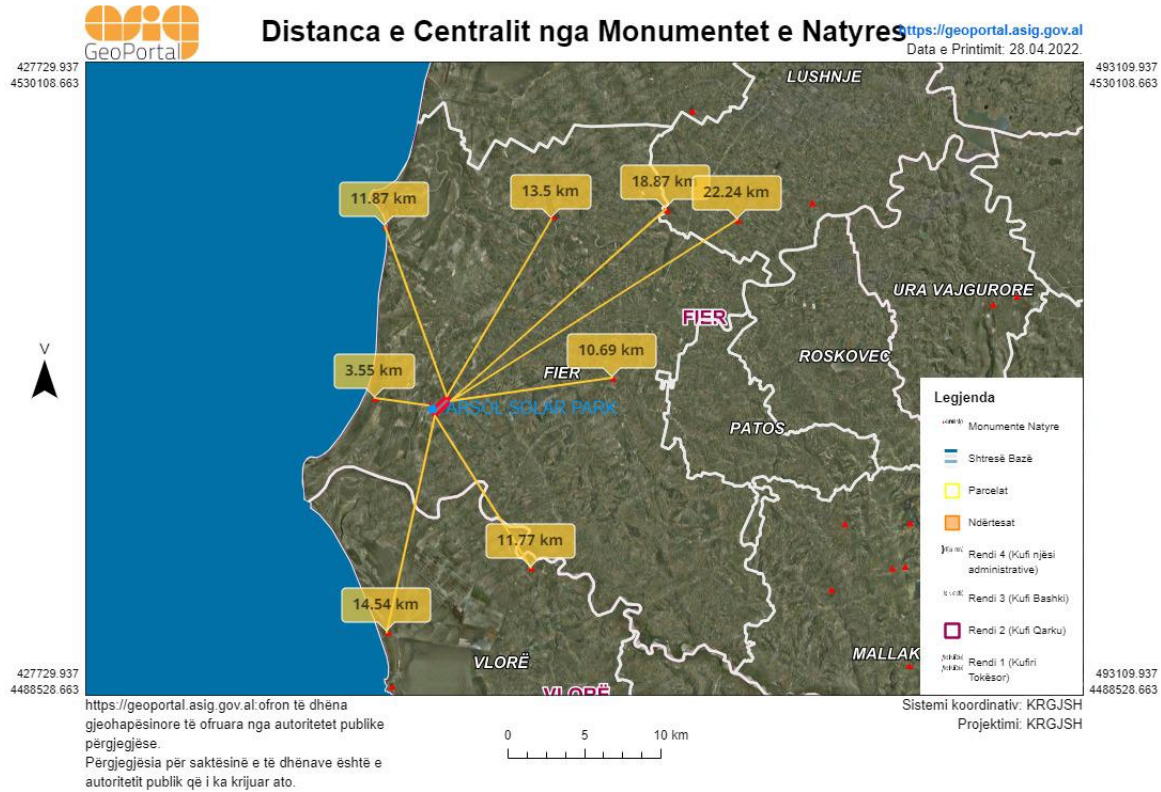 asig
GeoPortal
Distanca e Centralit nga Monumentet e Natyres
https://geoportal.asig.gov.al
Data e Printimit: 28.04.2022.
427729.937
4530108.663
493109.937
4530108.663
LUSHNJE
11.87 km
13.5 km
18.87 km
22.24 km
URA VAJGURORE
FIER
ROSKOVEC
10.69 km
FIER
3.55 km
ARSOL SOLAR PARK
PATOS
11.77 km
14.54 km
VLORË
MALLAK
VLORË
V
Legjenda
Monumente Natyre
Shtresë Bazë
Parcelat
Ndërtesat
Rendi 4 (Kufi njësi
administrative)
Rendi 3 (Kufi Bashki)
Rendi 2 (Kufi Qarku)
Rendi 1 (Kufiri
Tokësor)
427729.937
4488528.663
493109.937
4488528.663
https://geoportal.asig.gov.al:ofron të dhëna
gjeohapësinore të ofruara nga autoritetet publike
përgjegjëse.
Përgjegjësia për saktësinë e të dhënave është e
autoritetit publik që i ka krijuar ato.
0 5 10 km
Sistemi koordinativ: KRGJSH
Projektimi: KRGJSH